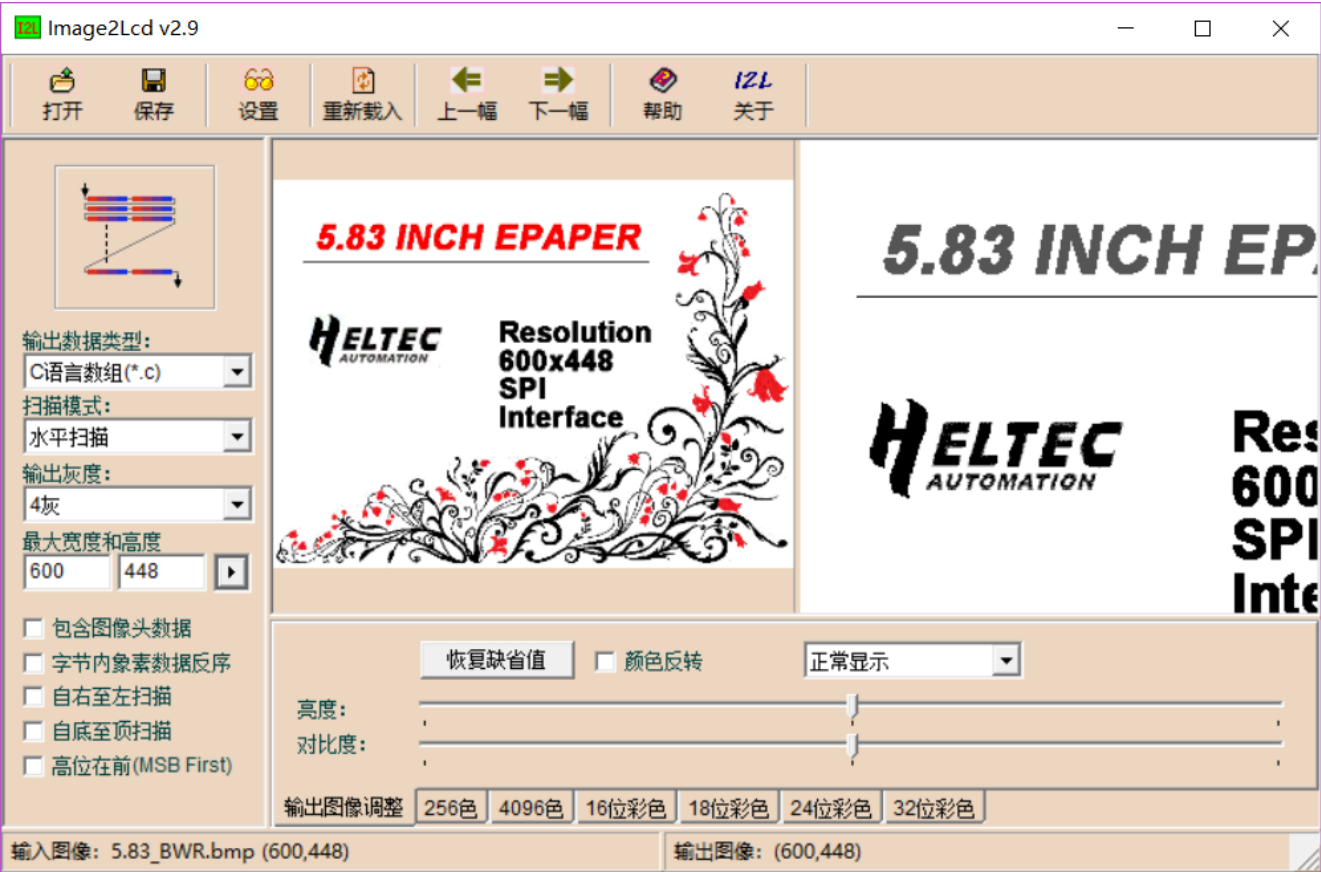 I2L Image2Lcd v2.9
打开 保存 设置 重新载入 上一幅 下一幅 帮助 关于
I2L
输出数据类型：
C语言数组(*.c)
扫描模式：
水平扫描
输出灰度：
4灰
最大宽度和高度
600 448
包含图像头数据
字节内象素数据反序
自右至左扫描
自底至顶扫描
高位在前(MSB First)
5.83 INCH EPAPER
HELTEC
AUTOMATION
Resolution
600x448
SPI
Interface
5.83 INCH EP
HELTEC
AUTOMATION
Res
600
SPI
Inte
恢复缺省值 颜色反转 正常显示
亮度：
对比度：
输出图像调整 256色 4096色 16位彩色 18位彩色 24位彩色 32位彩色
输入图像: 5.83_BWR.bmp (600,448) 输出图像: (600,448)